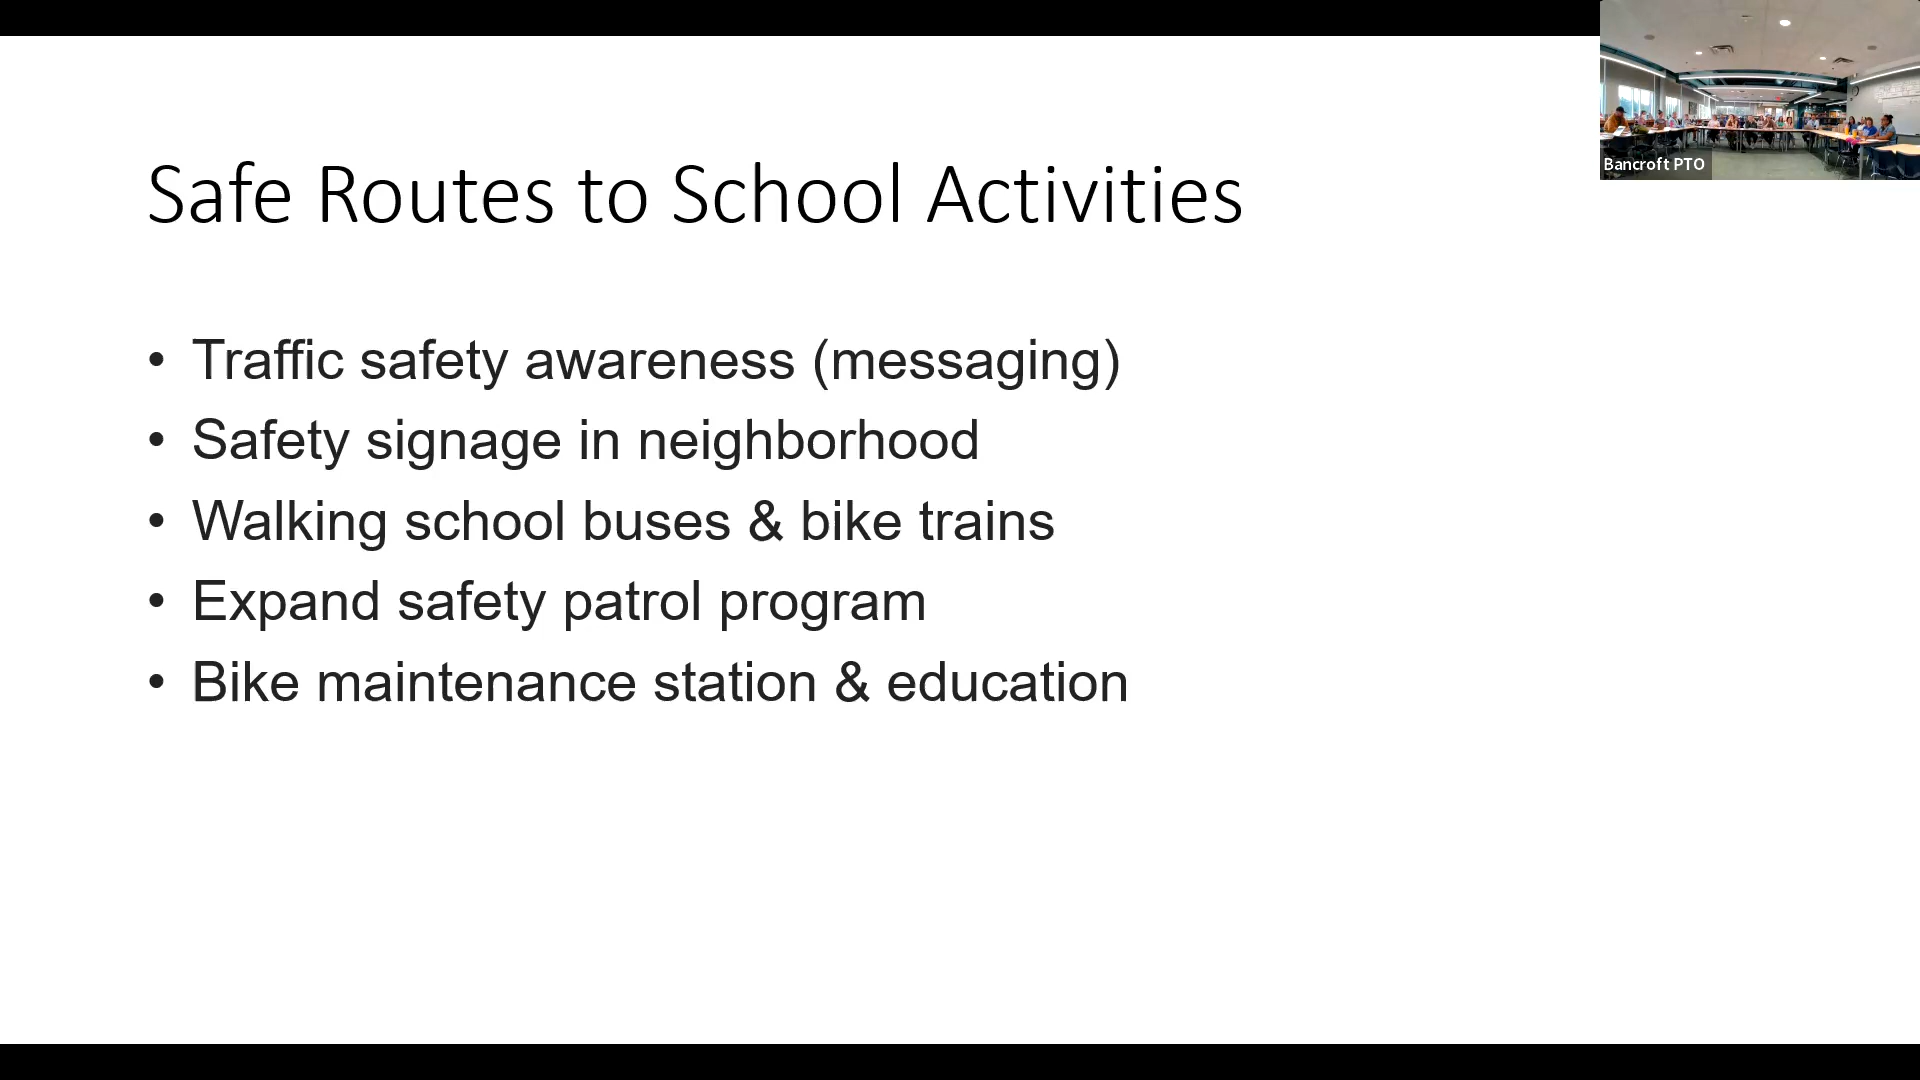 Safe Routes to School Activities
• Traffic safety awareness (messaging)
• Safety signage in neighborhood
• Walking school buses & bike trains
• Expand safety patrol program
• Bike maintenance station & education
Bancroft PTO